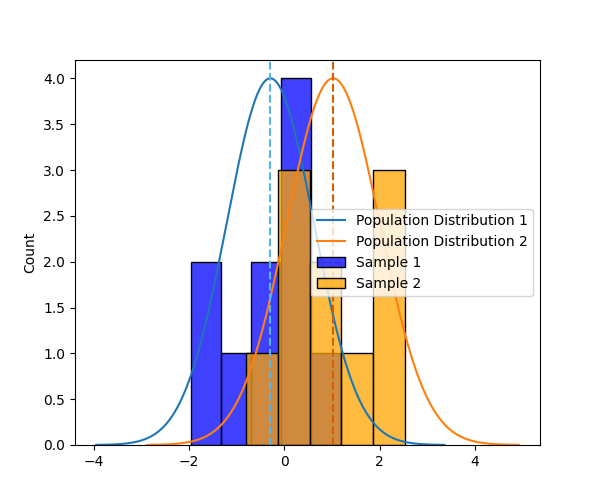 4.0
3.5
3.0
2.5
2.0
1.5
1.0
0.5
0.0
Count
Population Distribution 1
Population Distribution 2
Sample 1
Sample 2
−4
−2
0
2
4